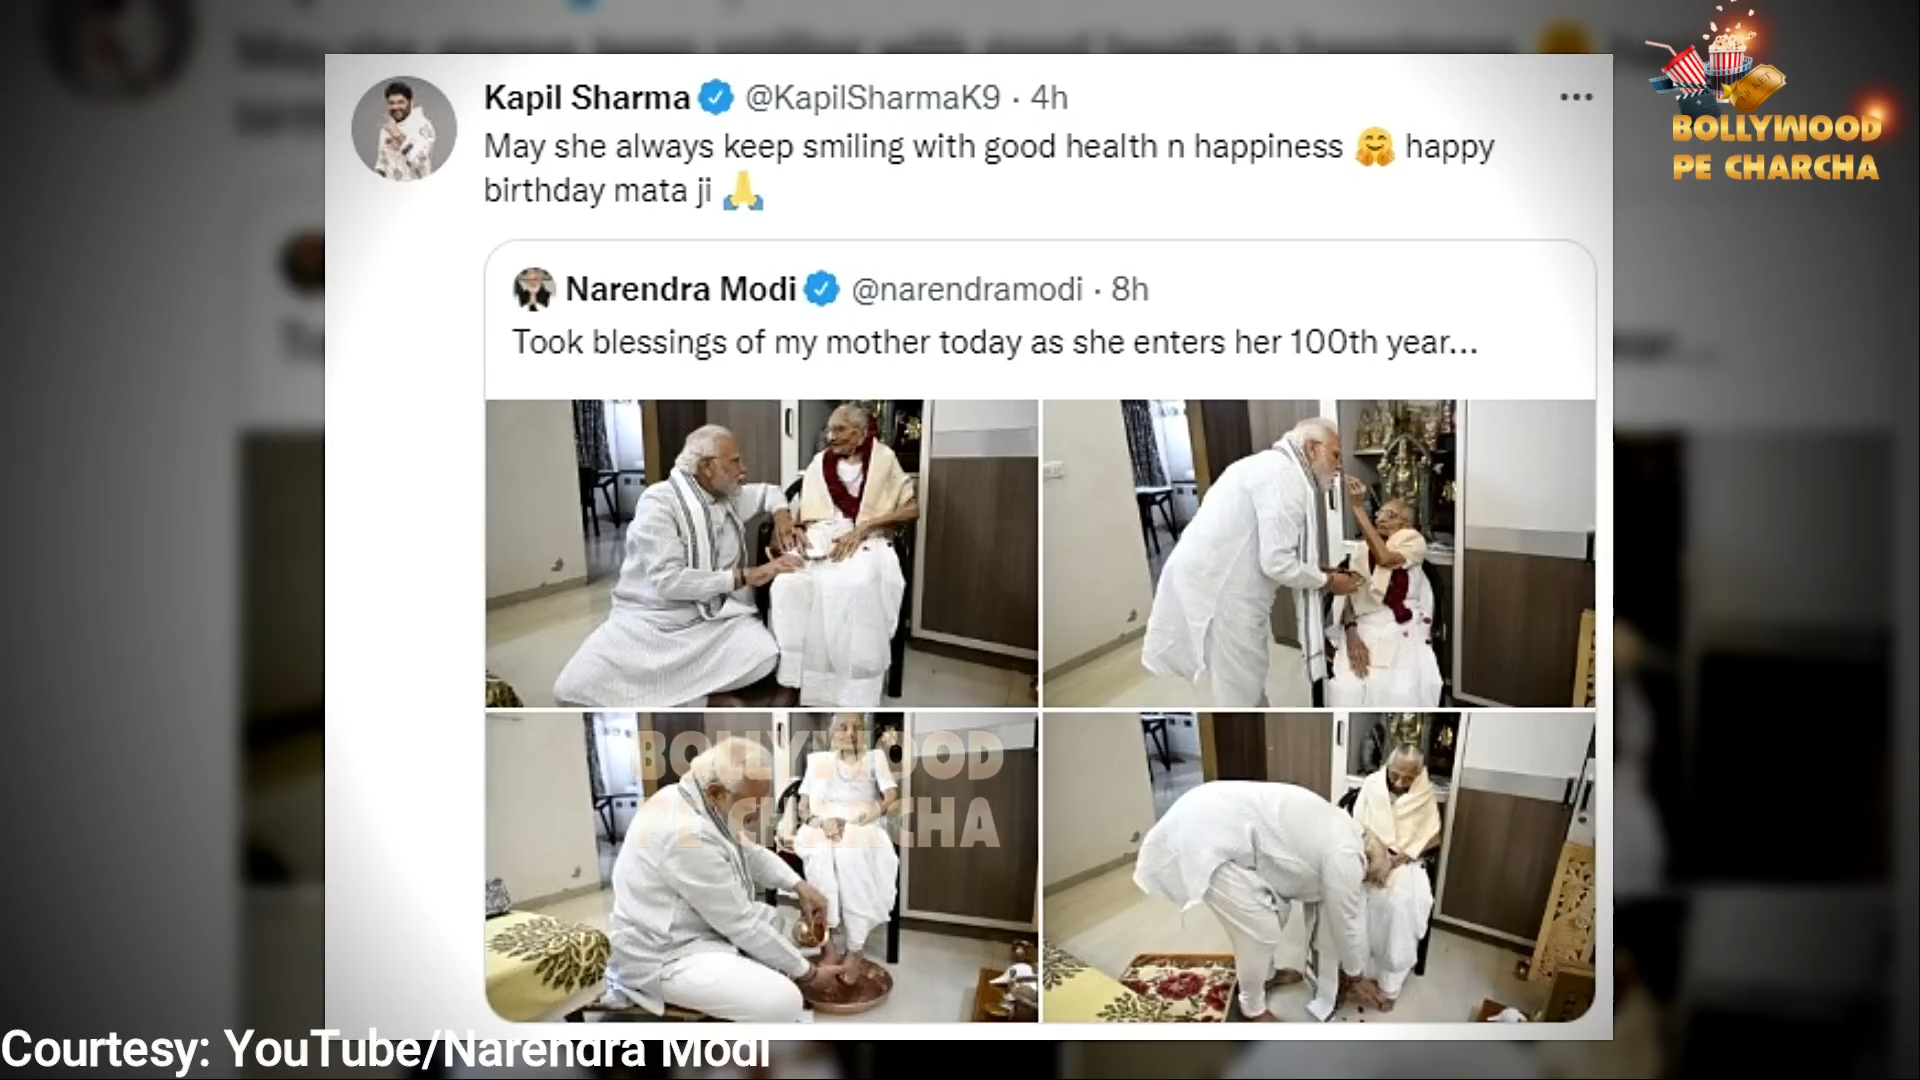 Kapil Sharma @KapilSharmaK9 · 4h
May she always keep smiling with good health n happiness 🤗 happy
birthday mata ji 🙏
Narendra Modi @narendramodi · 8h
Took blessings of my mother today as she enters her 100th year...
BOLLYWOOD
PE CHARCHA
BOLLYWOOD
PE CHARCHA
Courtesy: YouTube/Narendra Modi